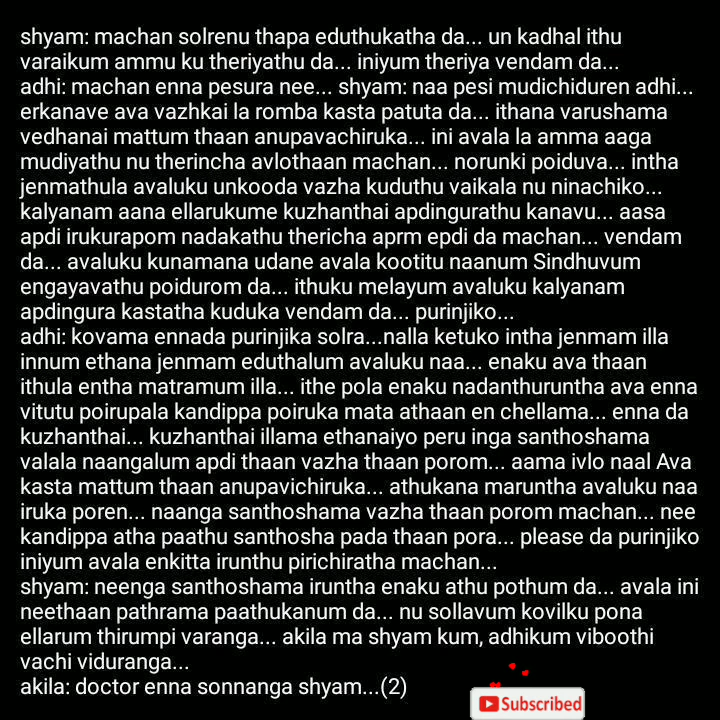 shyam: machan solrenu thapa eduthukatha da... un kadhal ithu
varaikum ammu ku theriyathu da... iniyum theriya vendam da...
adhi: machan enna pesura nee... shyam: naa pesi mudichiduren adhi...
erkanave ava vazhkai la romba kasta patuta da... ithana varushama
vedhanai mattum thaan anupavachiruka... ini avala la amma aaga
mudiyathu nu therincha avlothaan machan... norunki poiduva... intha
jenmathula avaluku unkooda vazha kuduthu vaikala nu ninachiko...
kalyanam aana ellarukume kuzhanthai apdingurathu kanavu... aasa
apdi irukurapom nadakathu thericha aprm epdi da machan... vendam
da... avaluku kunamana udane avala kootitu naanum Sindhuvum
engayavathu poidurom da... ithuku melayum avaluku kalyanam
apdingura kastatha kuduka vendam da... purinjiko...
adhi: kovama ennada purinjika solra...nalla ketuko intha jenmam illa
innum ethana jenmam eduthalum avaluku naa... enaku ava thaan
ithula entha matramum illa... ithe pola enaku nadanthuruntha ava enna
vitutu poirupala kandippa poiruka mata athaan en chellama... enna da
kuzhanthai... kuzhanthai illama ethanaiyo peru inga santhoshama
valala naangalum apdi thaan vazha thaan porom... aama ivlo naal Ava
kasta mattum thaan anupavichiruka... athukana maruntha avaluku naa
iruka poren... naanga santhoshama vazha thaan porom machan... nee
kandippa atha paathu santhosha pada thaan pora... please da purinjiko
iniyum avala enkitta irunthu pirichiratha machan...
shyam: neenga santhoshama iruntha enaku athu pothum da... avala ini
neethaan pathrama paathukanum da... nu sollavum kovilku pona
ellarum thirumpi varanga... akila ma shyam kum, adhikum viboothi
vachi viduranga...
akila: doctor enna sonnanga shyam...(2)
Subscribed